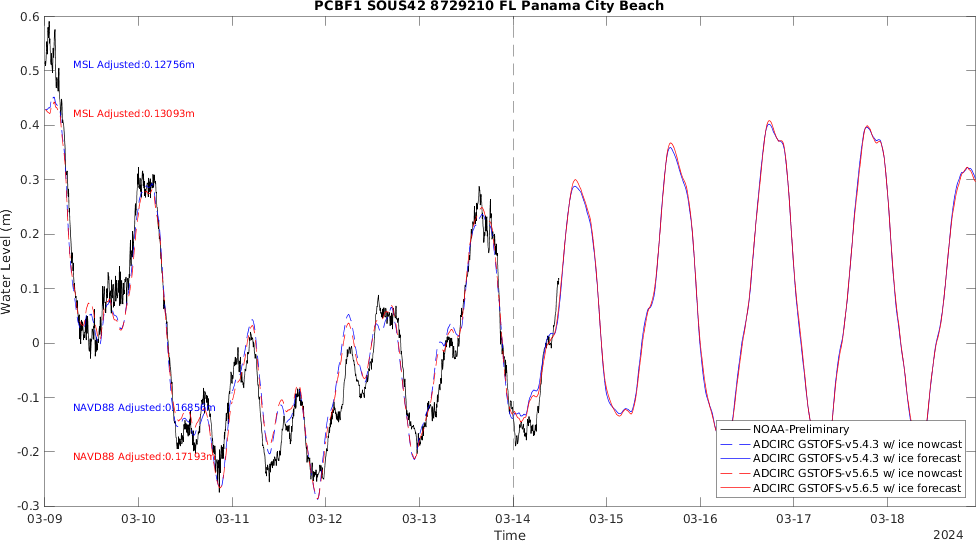 PCBF1 SOUS42 8729210 FL Panama City Beach
0.6
0.5
0.4
0.3
0.2
0.1
0
-0.1
-0.2
-0.3
Water Level (m)
MSL Adjusted:0.12756m
MSL Adjusted:0.13093m
NAVD88 Adjusted:0.16856m
NAVD88 Adjusted:0.17193m
NOAA-Preliminary
ADCIRC GSTOFS-v5.4.3 w/ ice nowcast
ADCIRC GSTOFS-v5.4.3 w/ ice forecast
ADCIRC GSTOFS-v5.6.5 w/ ice nowcast
ADCIRC GSTOFS-v5.6.5 w/ ice forecast
03-09 03-10 03-11 03-12 03-13 03-14 03-15 03-16 03-17 03-18
Time
2024